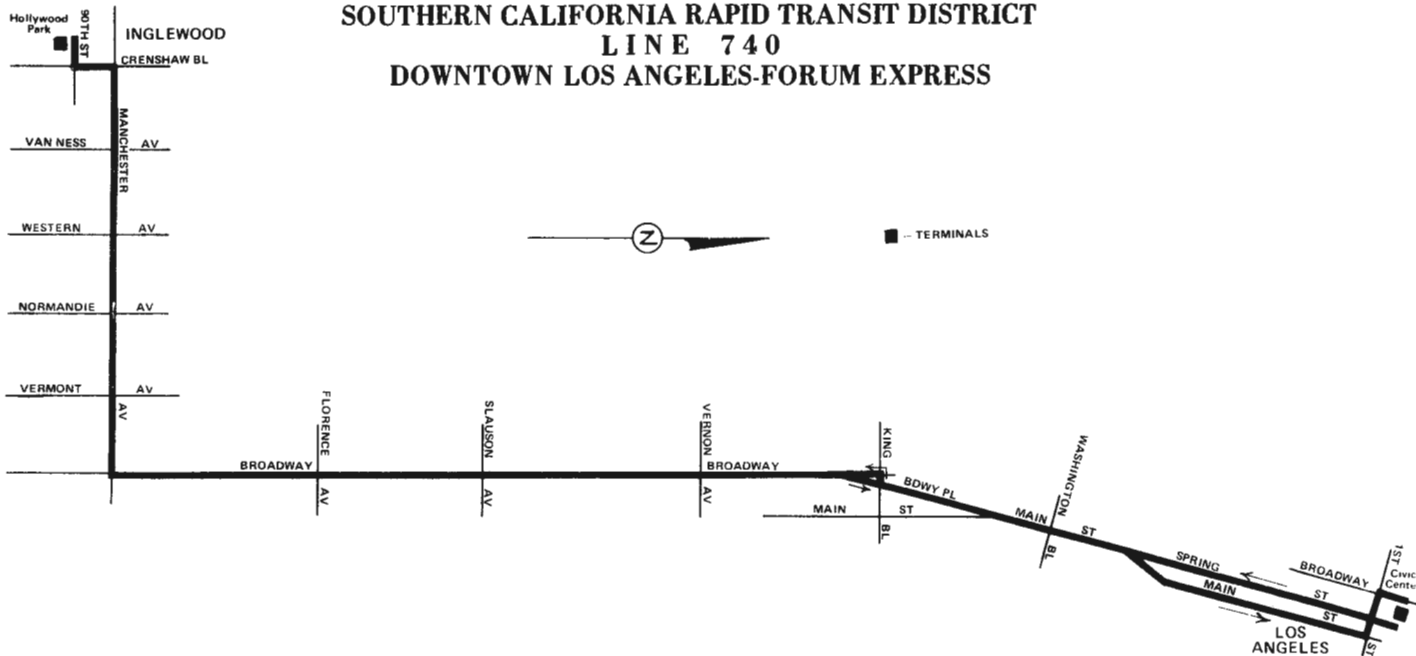 SOUTHERN CALIFORNIA RAPID TRANSIT DISTRICT
LINE 740
DOWNTOWN LOS ANGELES-FORUM EXPRESS
Hollywood
Park
90TH ST
INGLEWOOD
CRENSHAW BL
MANCHESTER
AV
VAN NESS AV
WESTERN AV
NORMANDIE AV
VERMONT AV
Z
- TERMINALS
FLORENCE
AV
SLAUSON
AV
VERNON
AV
KING
BL
BROADWAY
BROADWAY
BDWY PL
MAIN ST
MAIN ST
WASHINGTON
BL
SPRING ST
MAIN ST
BROADWAY
1ST
ST
Civic
Cente
LOS
ANGELES